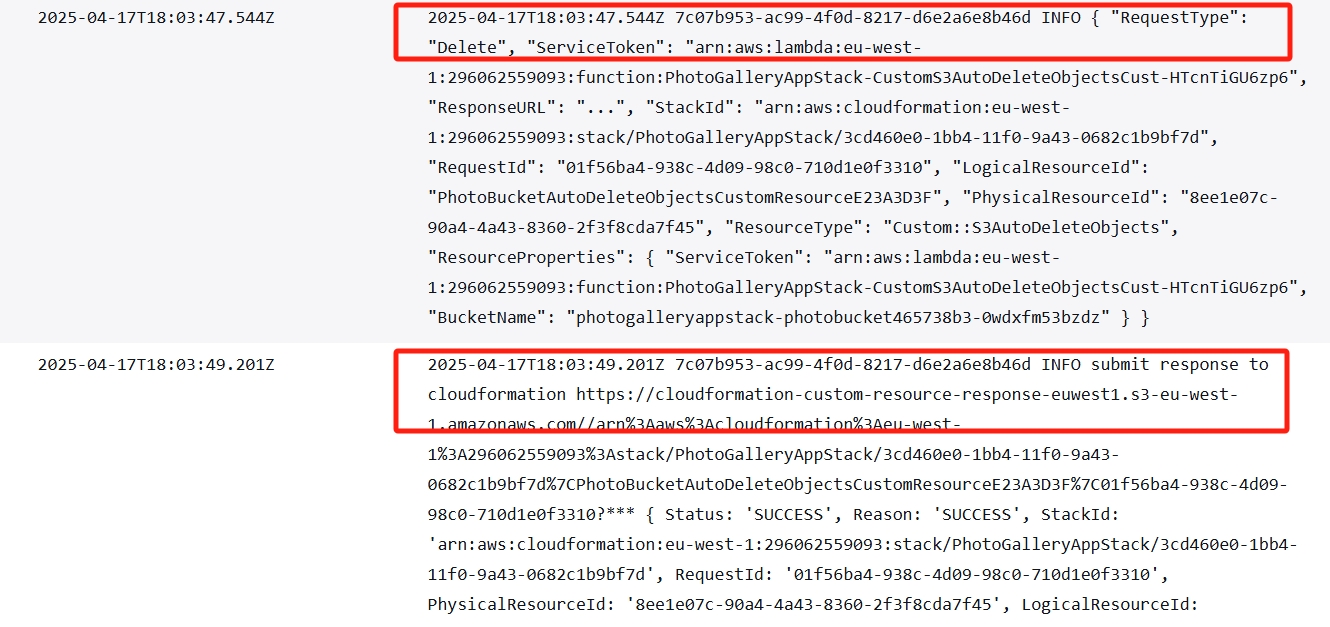 2025-04-17T18:03:47.544Z
2025-04-17T18:03:47.544Z 7c07b953-ac99-4f0d-8217-d6e2a6e8b46d INFO { "RequestType":
"Delete", "ServiceToken": "arn:aws:lambda:eu-west-
1:296062559093:function:PhotoGalleryAppStack-CustomS3AutoDeleteObjectsCust-HTcnTiGU6zp6",
"ResponseURL": "...", "StackId": "arn:aws:cloudformation:eu-west-
1:296062559093:stack/PhotoGalleryAppStack/3cd460e0-1bb4-11f0-9a43-0682c1b9bf7d",
"RequestId": "01f56ba4-938c-4d09-98c0-710d1e0f3310", "LogicalResourceId":
"PhotoBucketAutoDeleteObjectsCustomResourceE23A3D3F", "PhysicalResourceId": "8ee1e07c-
90a4-4a43-8360-2f3f8cda7f45", "ResourceType": "Custom::S3AutoDeleteObjects",
"ResourceProperties": { "ServiceToken": "arn:aws:lambda:eu-west-
1:296062559093:function:PhotoGalleryAppStack-CustomS3AutoDeleteObjectsCust-HTcnTiGU6zp6",
"BucketName": "photogalleryappstack-photobucket465738b3-0wdxfm53bzdz" } }
2025-04-17T18:03:49.201Z
2025-04-17T18:03:49.201Z 7c07b953-ac99-4f0d-8217-d6e2a6e8b46d INFO submit response to
cloudformation https://cloudformation-custom-resource-response-euwest1.s3-eu-west-
1.amazonaws.com//arn%3Aaws%3Acloudformation%3Aeu-west-
1%3A296062559093%3Astack/PhotoGalleryAppStack/3cd460e0-1bb4-11f0-9a43-
0682c1b9bf7d%7CPhotoBucketAutoDeleteObjectsCustomResourceE23A3D3F%7C01f56ba4-938c-4d09-
98c0-710d1e0f3310?*** { Status: 'SUCCESS', Reason: 'SUCCESS', StackId:
'arn:aws:cloudformation:eu-west-1:296062559093:stack/PhotoGalleryAppStack/3cd460e0-1bb4-
11f0-9a43-0682c1b9bf7d', RequestId: '01f56ba4-938c-4d09-98c0-710d1e0f3310',
PhysicalResourceId: '8ee1e07c-90a4-4a43-8360-2f3f8cda7f45', LogicalResourceId: